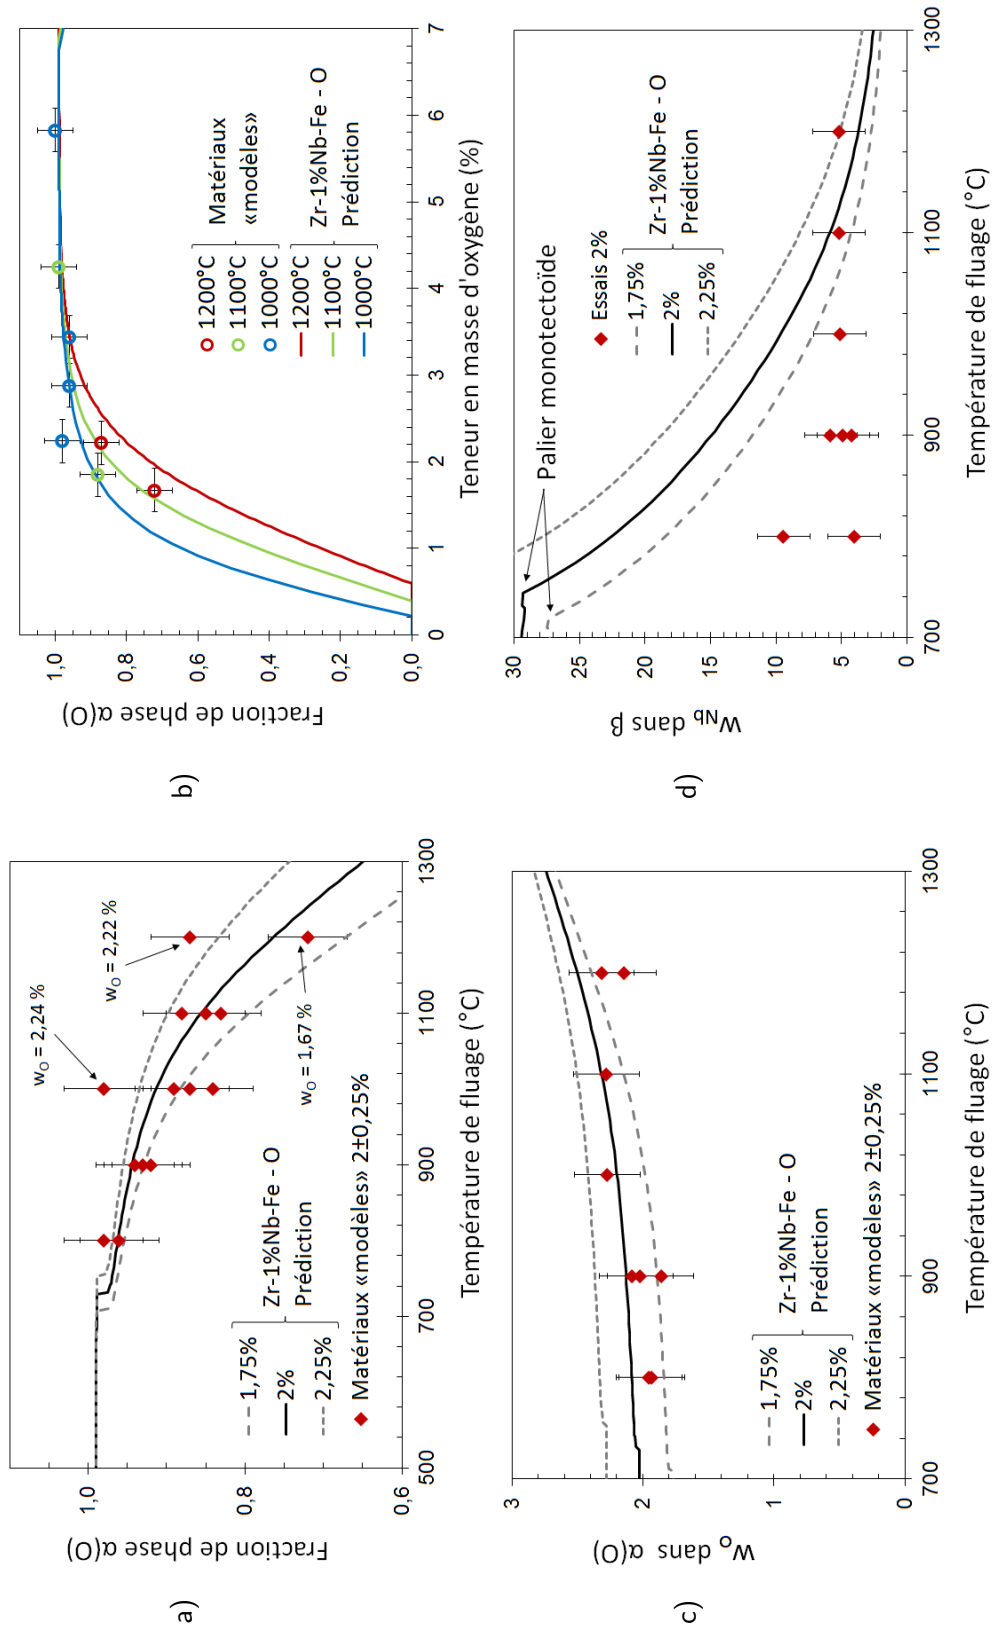 a)
Fraction de phase α(O)
1,0
0,8
0,6
500
700
900
1100
1300
Température de fluage (°C)
wO = 2,24 %
wO = 2,22 %
wO = 1,67 %
1,75%
2%
2,25%
Zr-1%Nb-Fe - O
Prédiction
Matériaux «modèles» 2±0,25%
b)
Fraction de phase α(O)
1,0
0,8
0,6
0,4
0,2
0,0
0
1
2
3
4
5
6
7
Teneur en masse d'oxygène (%)
1200°C
1100°C
1000°C
Matériaux
«modèles»
1200°C
1100°C
1000°C
Zr-1%Nb-Fe - O
Prédiction
c)
WO dans α(O)
3
2
1
0
700
900
1100
1300
Température de fluage (°C)
1,75%
2%
2,25%
Zr-1%Nb-Fe - O
Prédiction
Matériaux «modèles» 2±0,25%
d)
WNb dans β
30
25
20
15
10
5
0
700
900
1100
1300
Température de fluage (°C)
Palier monotectoïde
Essais 2%
1,75%
2%
2,25%
Zr-1%Nb-Fe - O
Prédiction